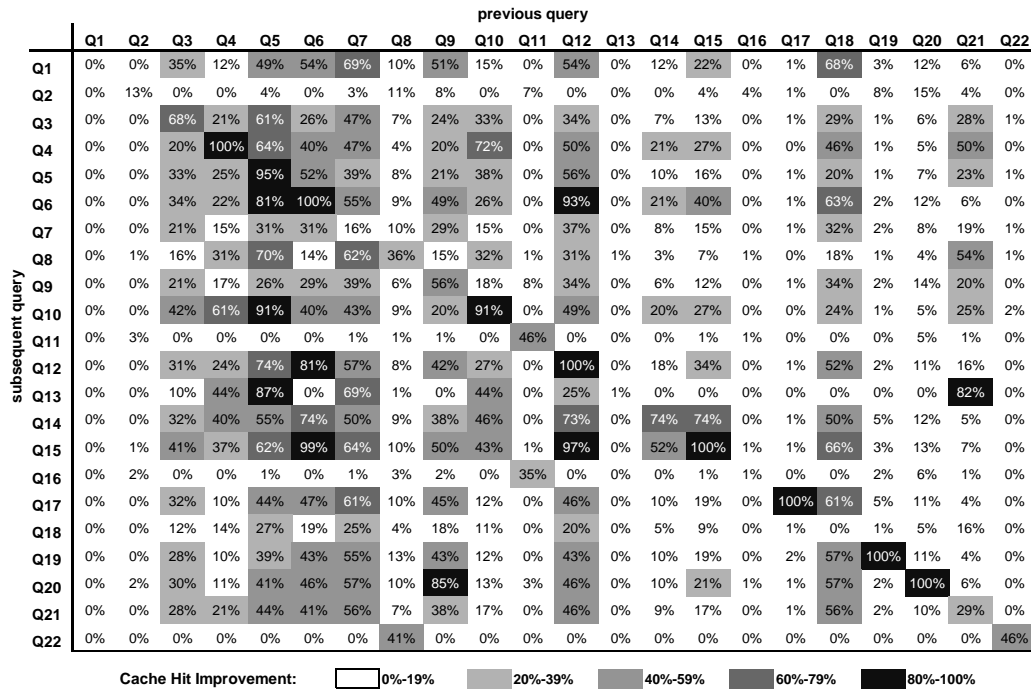 previous query
Q1 Q2 Q3 Q4 Q5 Q6 Q7 Q8 Q9 Q10 Q11 Q12 Q13 Q14 Q15 Q16 Q17 Q18 Q19 Q20 Q21 Q22
subsequent query
Q1 0% 0% 35% 12% 49% 54% 69% 10% 51% 15% 0% 54% 0% 12% 22% 0% 1% 68% 3% 12% 6% 0%
Q2 0% 13% 0% 0% 4% 0% 3% 11% 8% 0% 7% 0% 0% 0% 4% 4% 1% 0% 8% 15% 4% 0%
Q3 0% 0% 68% 21% 61% 26% 47% 7% 24% 33% 0% 34% 0% 7% 13% 0% 0% 29% 1% 6% 28% 1%
Q4 0% 0% 20% 100% 64% 40% 47% 4% 20% 72% 0% 50% 0% 21% 27% 0% 0% 46% 1% 5% 50% 0%
Q5 0% 0% 33% 25% 95% 52% 39% 8% 21% 38% 0% 56% 0% 10% 16% 0% 1% 20% 1% 7% 23% 1%
Q6 0% 0% 34% 22% 81% 100% 55% 9% 49% 26% 0% 93% 0% 21% 40% 0% 1% 63% 2% 12% 6% 0%
Q7 0% 0% 21% 15% 31% 31% 16% 10% 29% 15% 0% 37% 0% 8% 15% 0% 1% 32% 2% 8% 19% 1%
Q8 0% 1% 16% 31% 70% 14% 62% 36% 15% 32% 1% 31% 1% 3% 7% 1% 0% 18% 1% 4% 54% 1%
Q9 0% 0% 21% 17% 26% 29% 39% 6% 56% 18% 8% 34% 0% 6% 12% 0% 0% 34% 2% 14% 20% 0%
Q10 0% 0% 42% 61% 91% 40% 43% 0% 20% 91% 0% 49% 0% 20% 27% 0% 0% 24% 1% 5% 25% 2%
Q11 0% 3% 0% 0% 0% 0% 1% 1% 1% 0% 46% 0% 0% 0% 1% 1% 0% 0% 0% 5% 1% 0%
Q12 0% 0% 31% 24% 74% 81% 57% 8% 42% 27% 0% 100% 0% 18% 34% 0% 1% 52% 2% 11% 16% 0%
Q13 0% 0% 10% 44% 87% 0% 69% 1% 0% 44% 0% 25% 1% 0% 0% 0% 0% 0% 0% 0% 82% 0%
Q14 0% 0% 32% 40% 55% 74% 50% 9% 38% 46% 0% 73% 0% 74% 74% 0% 1% 50% 2% 12% 5% 0%
Q15 0% 1% 41% 37% 62% 99% 64% 10% 50% 43% 1% 97% 0% 52% 100% 1% 1% 66% 3% 13% 7% 0%
Q16 0% 2% 0% 0% 1% 0% 1% 3% 2% 0% 35% 0% 0% 0% 1% 1% 0% 0% 2% 6% 1% 0%
Q17 0% 0% 32% 10% 44% 47% 61% 10% 45% 12% 0% 46% 0% 10% 19% 0% 100% 61% 5% 11% 4% 0%
Q18 0% 0% 12% 14% 27% 19% 25% 4% 18% 11% 0% 20% 0% 5% 9% 0% 1% 0% 1% 5% 16% 0%
Q19 0% 0% 28% 10% 39% 43% 55% 13% 43% 12% 0% 43% 0% 10% 19% 0% 2% 57% 100% 11% 4% 0%
Q20 0% 2% 30% 11% 41% 46% 57% 10% 85% 13% 3% 46% 0% 10% 21% 1% 1% 57% 2% 100% 6% 0%
Q21 0% 0% 28% 21% 44% 41% 56% 7% 38% 17% 0% 46% 0% 9% 17% 0% 1% 56% 2% 10% 29% 0%
Q22 0% 0% 0% 0% 0% 0% 0% 41% 0% 0% 0% 0% 0% 0% 0% 0% 0% 0% 0% 0% 0% 46%
Cache Hit Improvement: 0%-19% 20%-39% 40%-59% 60%-79% 80%-100%